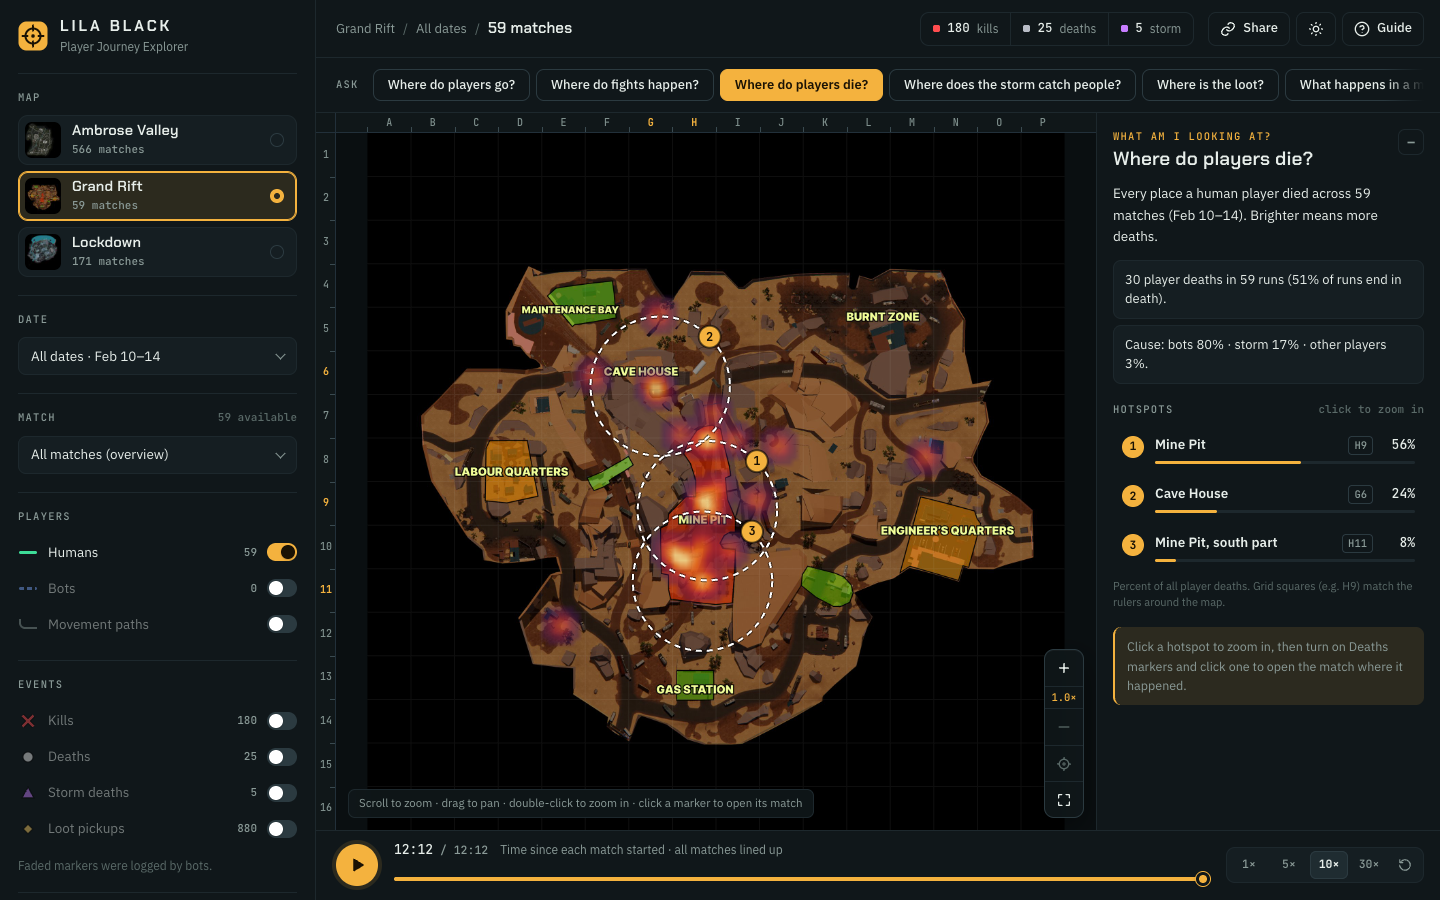 LILA BLACK
Player Journey Explorer
MAP
Ambrose Valley
566 matches
Grand Rift
59 matches
Lockdown
171 matches
DATE
All dates · Feb 10–14
MATCH
59 available
All matches (overview)
PLAYERS
Humans
59
Bots
0
Movement paths
EVENTS
Kills
180
Deaths
25
Storm deaths
5
Loot pickups
880
Faded markers were logged by bots.
Grand Rift / All dates / 59 matches
180 kills
25 deaths
5 storm
Share
Guide
ASK
Where do players go?
Where do fights happen?
Where do players die?
Where does the storm catch people?
Where is the loot?
What happens in a m
A B C D E F G H I J K L M N O P
1
2
3
4
5
6
7
8
9
10
11
12
13
14
15
16
MAINTENANCE BAY
BURNT ZONE
2
CAVE HOUSE
LABOUR QUARTERS
1
MINE PIT
3
ENGINEER'S QUARTERS
GAS STATION
+
1.0×
−
Scroll to zoom · drag to pan · double-click to zoom in · click a marker to open its match
WHAT AM I LOOKING AT?
−
Where do players die?
Every place a human player died across 59
matches (Feb 10–14). Brighter means more
deaths.
30 player deaths in 59 runs (51% of runs end in
death).
Cause: bots 80% · storm 17% · other players
3%.
HOTSPOTS
click to zoom in
1 Mine Pit H9 56%
2 Cave House G6 24%
3 Mine Pit, south part H11 8%
Percent of all player deaths. Grid squares (e.g. H9) match the
rulers around the map.
Click a hotspot to zoom in, then turn on Deaths
markers and click one to open the match where it
happened.
12:12 / 12:12 Time since each match started · all matches lined up
1×
5×
10×
30×